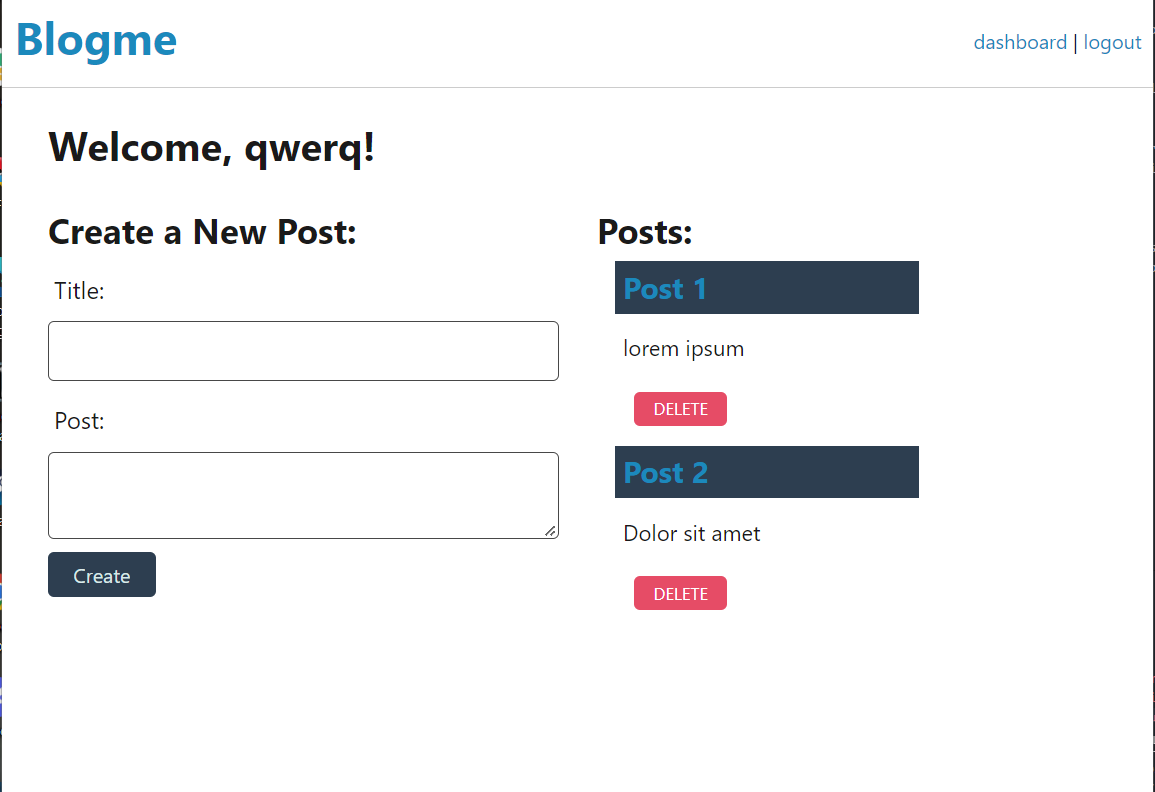 Blogme
dashboard | logout
Welcome, qwerq!
Create a New Post:
Title:
Post:
Create
Posts:
Post 1
lorem ipsum
DELETE
Post 2
Dolor sit amet
DELETE